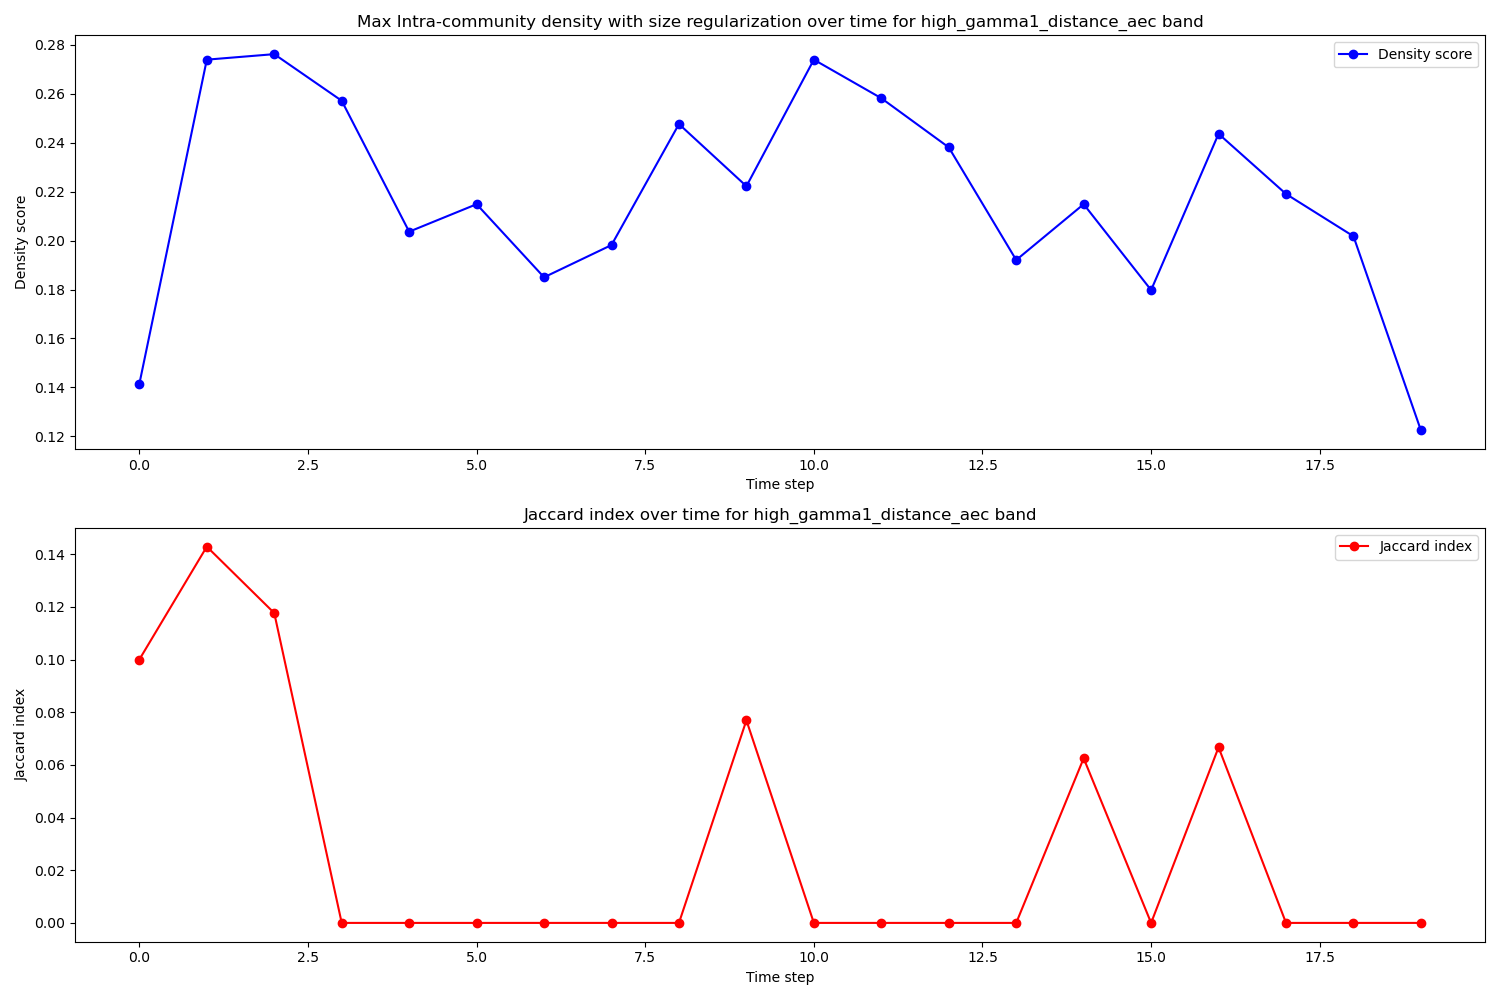 Max Intra-community density with size regularization over time for high_gamma1_distance_aec band
0.28
0.26
0.24
0.22
0.20
0.18
0.16
0.14
0.12
Density score
Density score
0.0 2.5 5.0 7.5 10.0 12.5 15.0 17.5
Time step
Jaccard index over time for high_gamma1_distance_aec band
0.14
0.12
0.10
0.08
0.06
0.04
0.02
0.00
Jaccard index
Jaccard index
0.0 2.5 5.0 7.5 10.0 12.5 15.0 17.5
Time step